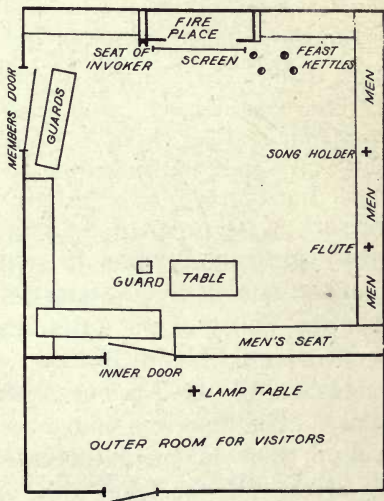 FIRE
PLACE
SEAT OF
INVOKER
SCREEN
FEAST
KETTLES
MEMBERS DOOR
GUARDS
MEN
SONG HOLDER
MEN
FLUTE
MEN
GUARD
TABLE
MEN'S SEAT
INNER DOOR
LAMP TABLE
OUTER ROOM FOR VISITORS